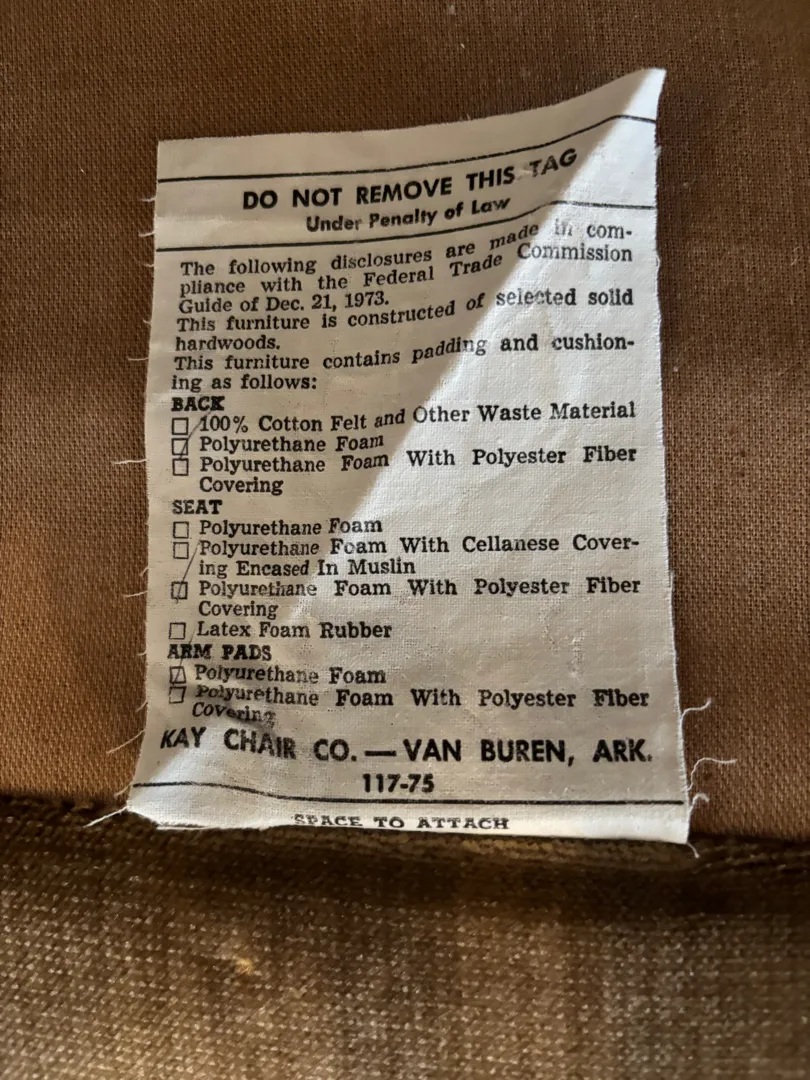 DO NOT REMOVE THIS TAG
Under Penalty of Law
The following disclosures are made in com-
pliance with the Federal Trade Commission
Guide of Dec. 21, 1973.
This furniture is constructed of selected solid
hardwoods.
This furniture contains padding and cushion-
ing as follows:
BACK
☐ 100% Cotton Felt and Other Waste Material
☑ Polyurethane Foam
☐ Polyurethane Foam With Polyester Fiber
Covering
SEAT
☐ Polyurethane Foam
☐ Polyurethane Foam With Cellanese Cover-
ing Encased In Muslin
☑ Polyurethane Foam With Polyester Fiber
Covering
☐ Latex Foam Rubber
ARM PADS
☑ Polyurethane Foam
☐ Polyurethane Foam With Polyester Fiber
Covering
KAY CHAIR CO. — VAN BUREN, ARK.
117-75
SPACE TO ATTACH